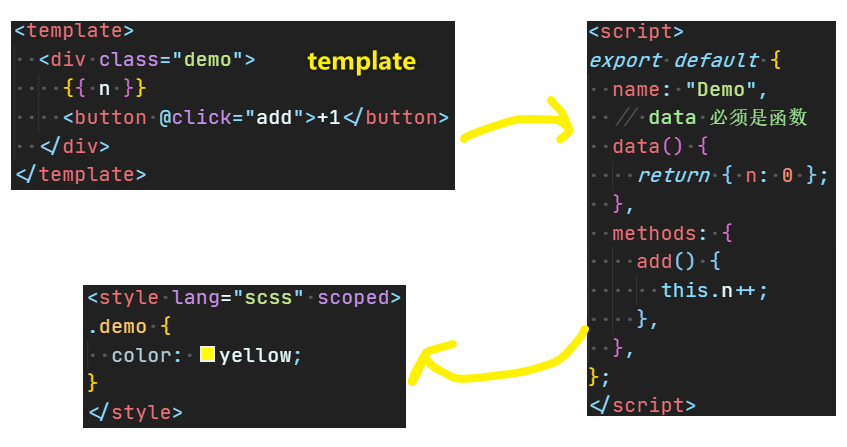 <template>
<div class="demo">
{{ n }}
<button @click="add">+1</button>
</div>
</template>
template
<script>
export default {
name: "Demo",
// data 必须是函数
data() {
return { n: 0 };
},
methods: {
add() {
this.n++;
},
},
};
</script>
<style lang="scss" scoped>
.demo {
color: yellow;
}
</style>